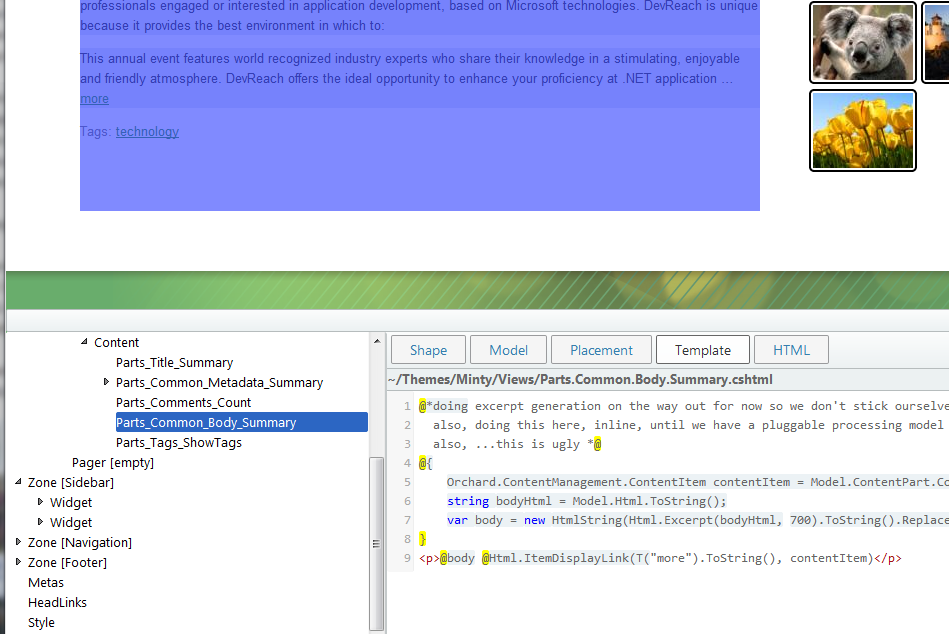 professionals engaged or interested in application development, based on Microsoft technologies. DevReach is unique
because it provides the best environment in which to:
This annual event features world recognized industry experts who share their knowledge in a stimulating, enjoyable
and friendly atmosphere. DevReach offers the ideal opportunity to enhance your proficiency at .NET application ...
more
Tags: technology
Content
Parts_Title_Summary
Parts_Common_Metadata_Summary
Parts_Comments_Count
Parts_Common_Body_Summary
Parts_Tags_ShowTags
Pager [empty]
Zone [Sidebar]
Widget
Widget
Zone [Navigation]
Zone [Footer]
Metas
HeadLinks
Style
Shape Model Placement Template HTML
~/Themes/Minty/Views/Parts.Common.Body.Summary.cshtml
1 @*doing excerpt generation on the way out for now so we don't stick ourselve
2 also, doing this here, inline, until we have a pluggable processing model
3 also, ...this is ugly *@
4 @{
5 Orchard.ContentManagement.ContentItem contentItem = Model.ContentPart.Co
6 string bodyHtml = Model.Html.ToString();
7 var body = new HtmlString(Html.Excerpt(bodyHtml, 700).ToString().Replace
8 }
9 <p>@body @Html.ItemDisplayLink(T("more").ToString(), contentItem)</p>